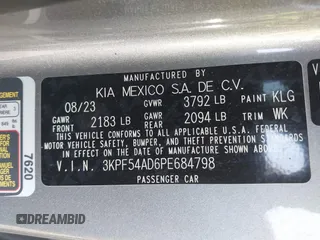 MANUFACTURED BY
KIA MEXICO S.A. DE C.V.
08/23 GVWR 3792 LB PAINT KLG
GAWR FRONT 2183 LB GAWR REAR 2094 LB TRIM WK
THIS VEHICLE CONFORMS TO ALL APPLICABLE
U.S. FEDERAL MOTOR VEHICLE
SAFETY, BUMPER, AND THEFT PREVENTION STANDARDS
IN EFFECT ON THE DATE OF MANUFACTURE SHOWN ABOVE.
V.I.N. 3KPF54AD6PE684798
PASSENGER CAR
7620
DREAMBID